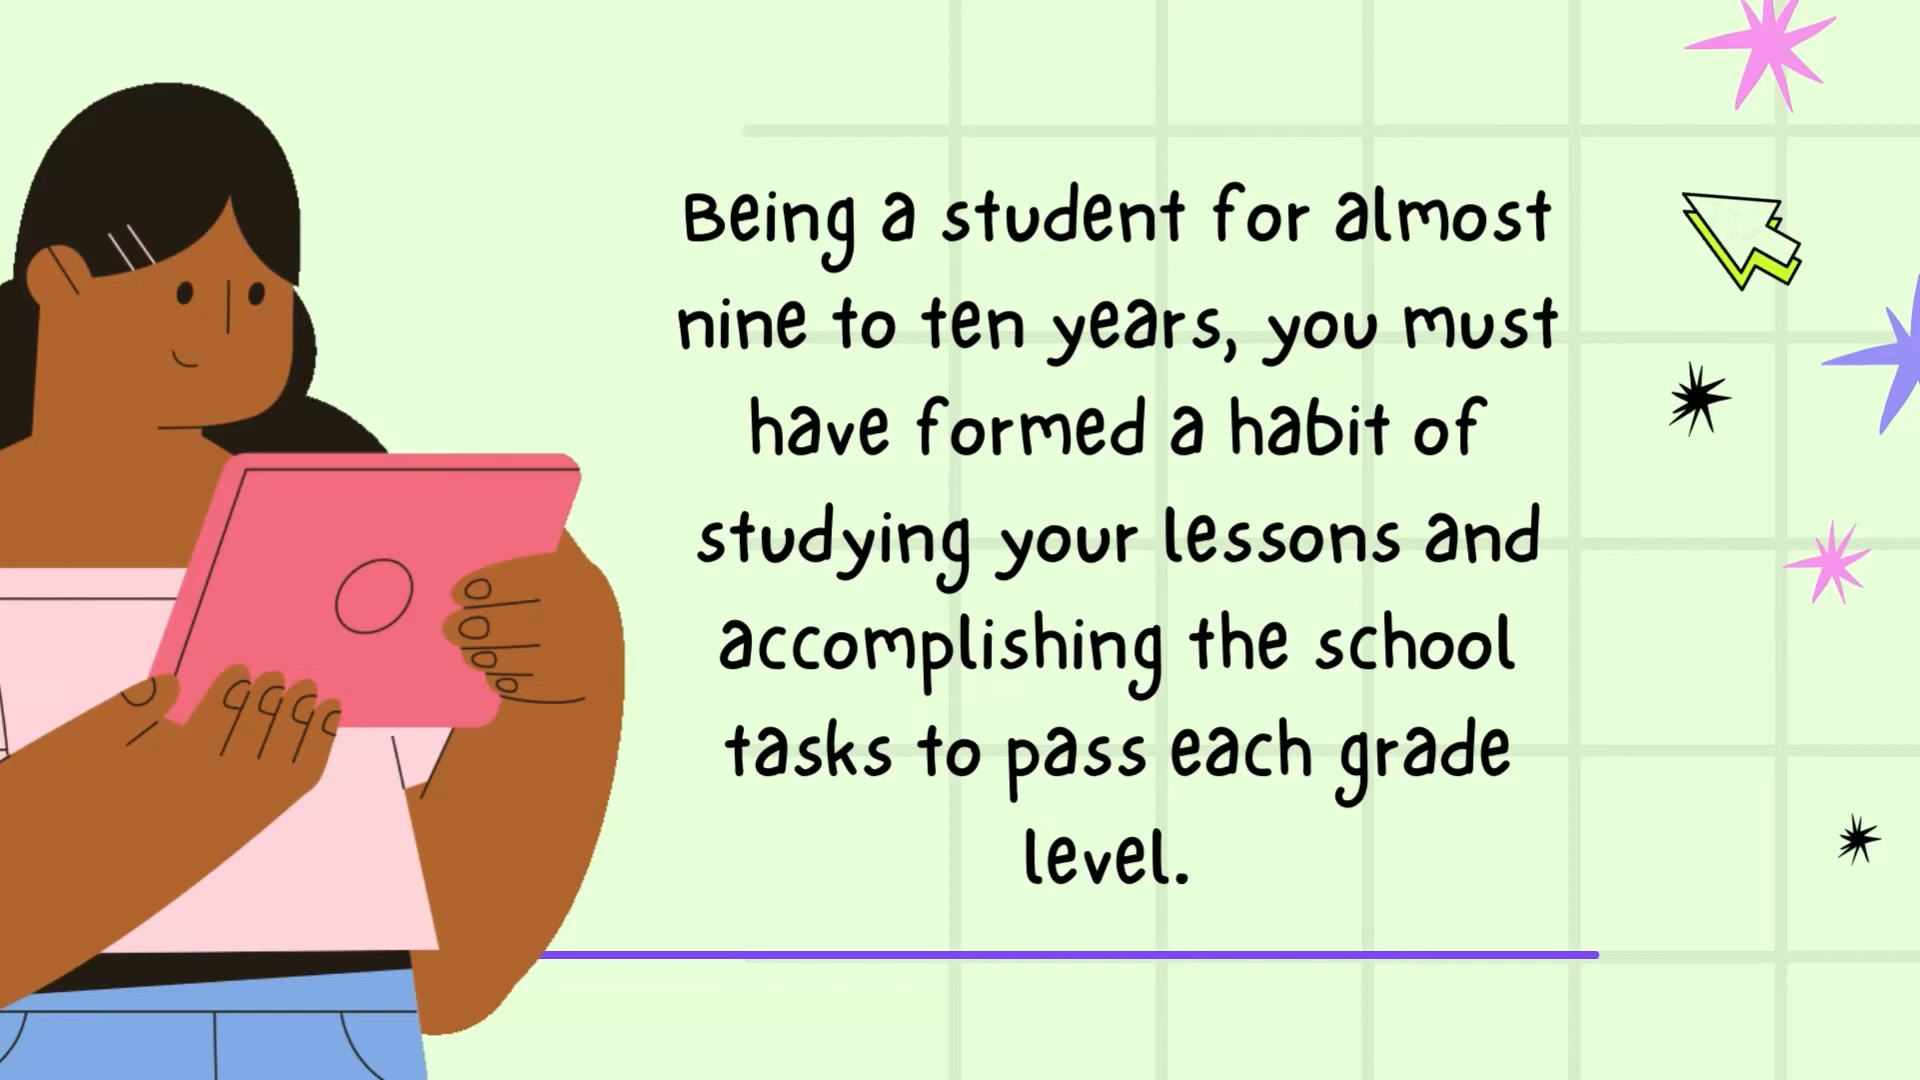 Being a student for almost
nine to ten years, you must
have formed a habit of
studying your lessons and
accomplishing the school
tasks to pass each grade
level.